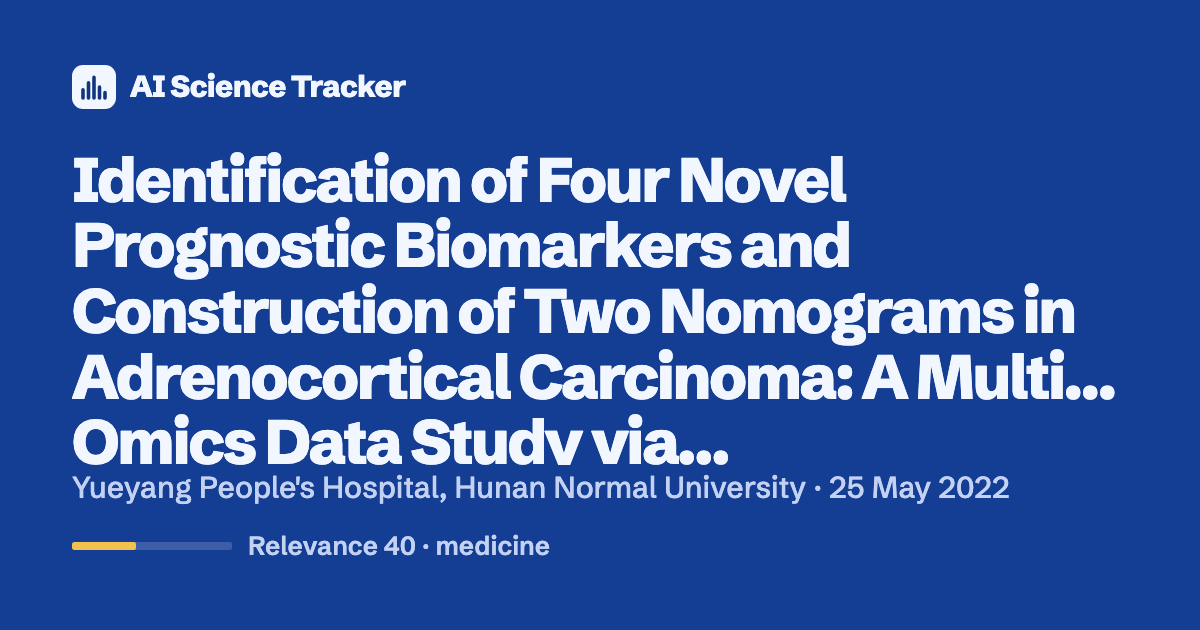 AI Science Tracker
Identification of Four Novel
Prognostic Biomarkers and
Construction of Two Nomograms in
Adrenocortical Carcinoma: A Multi...
Omics Data Study via...
Yueyang People's Hospital, Hunan Normal University · 25 May 2022
Relevance 40 · medicine